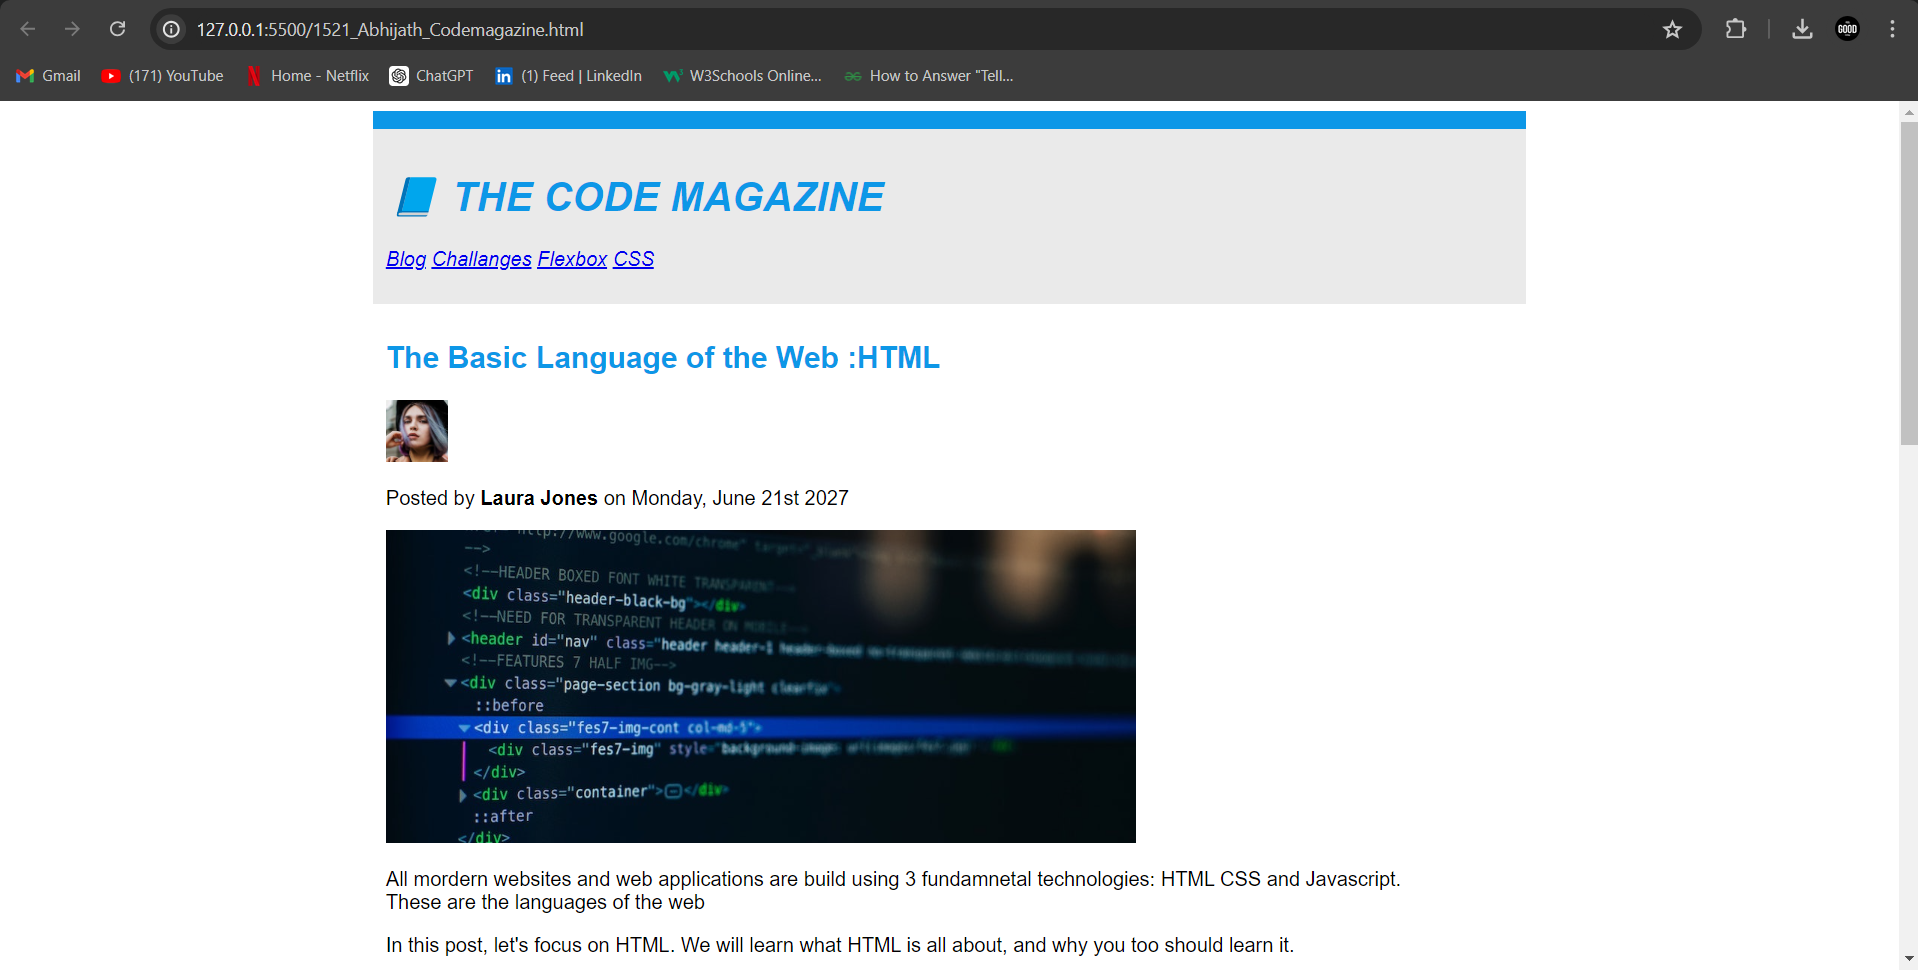 127.0.0.1:5500/1521_Abhijath_Codemagazine.html
GOOD
Gmail (171) YouTube Home - Netflix ChatGPT in (1) Feed | LinkedIn W3Schools Online... How to Answer "Tell...
THE CODE MAGAZINE
Blog Challanges Flexbox CSS
The Basic Language of the Web :HTML
Posted by Laura Jones on Monday, June 21st 2027
http://www.google.com/chrome" target="_blank"
-->
<!--HEADER BOXED FONT WHITE TRANSPARENT-->
<div class="header-black-bg"></div>
<!--NEED FOR TRANSPARENT HEADER ON MOBILE-->
<header id="nav" class="header header-1 header-boxed
<!--FEATURES 7 HALF IMG-->
<div class="page-section bg-gray-light clearfix">
::before
<div class="fes7-img-cont col-md-5">
<div class="fes7-img" style="background-image:
</div>
<div class="container"></div>
::after
</div>
All mordern websites and web applications are build using 3 fundamnetal technologies: HTML CSS and Javascript.
These are the languages of the web
In this post, let's focus on HTML. We will learn what HTML is all about, and why you too should learn it.